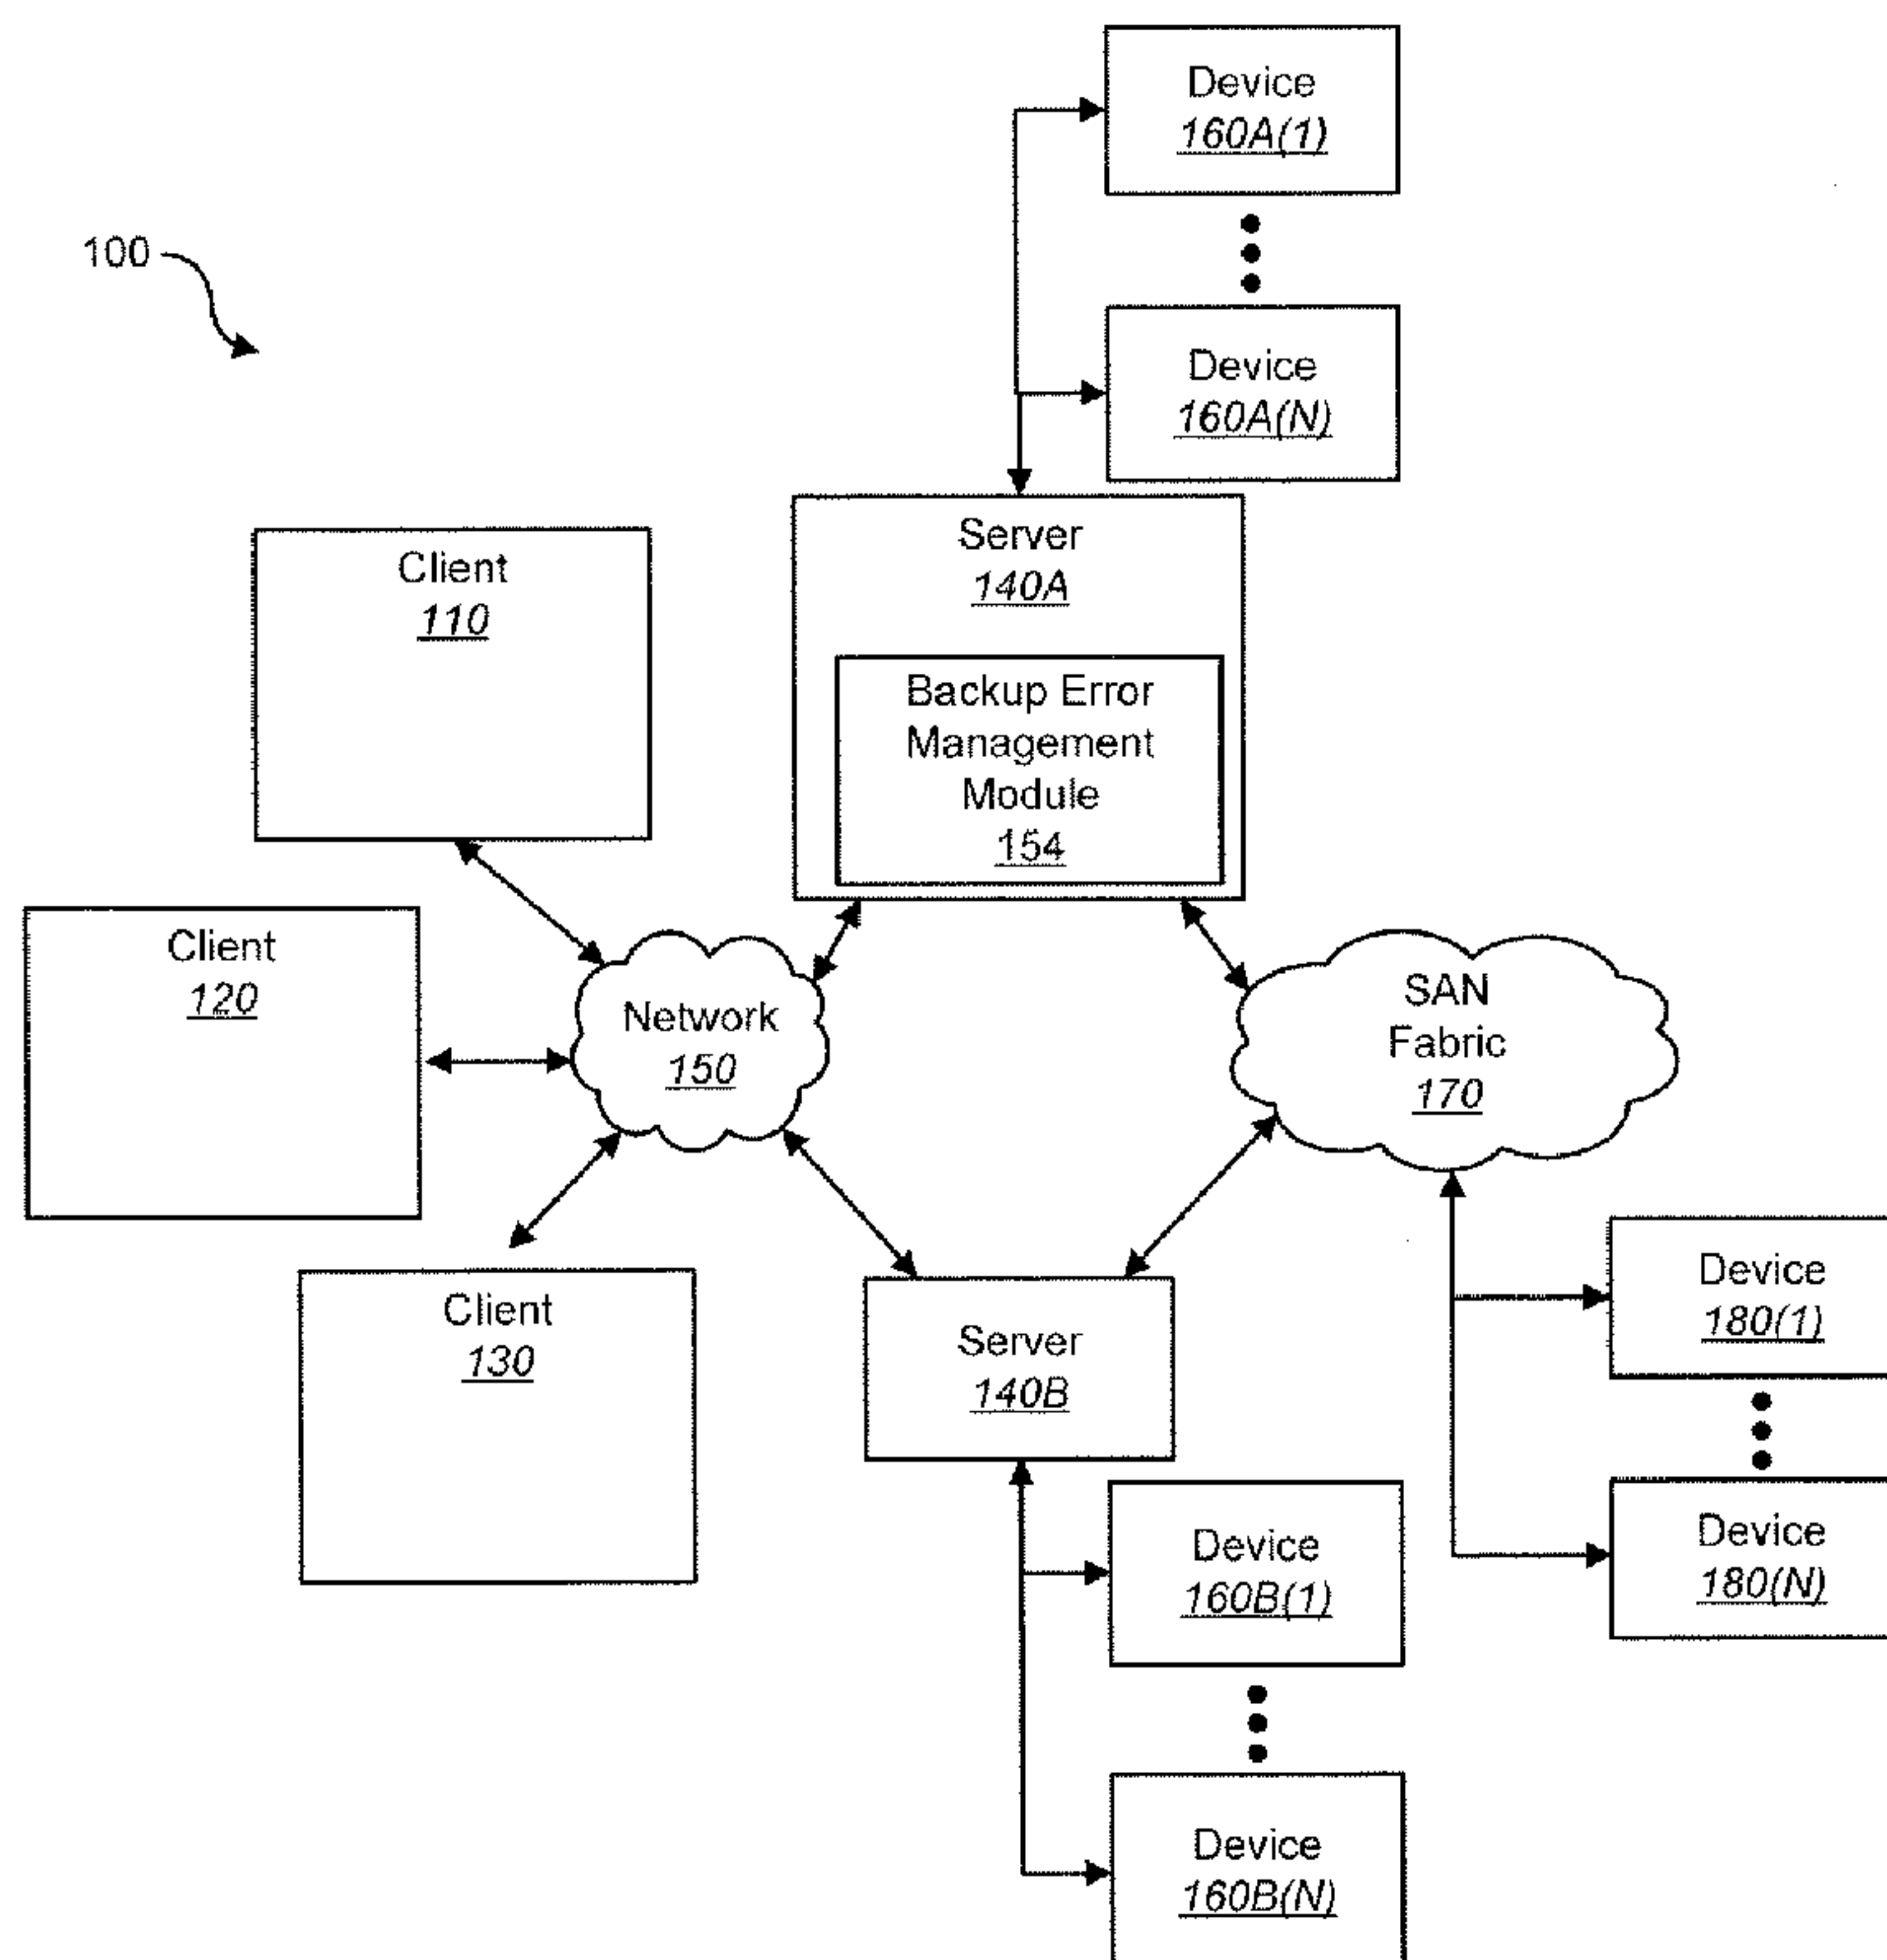 Device
160A(1)
100
Device
160A(N)
Server
140A
Client
110
Backup Error
Management
Module
154
Client
120
Network
150
SAN
Fabric
170
Client
130
Server
140B
Device
180(1)
Device
180(N)
Device
160B(1)
Device
160B(N)